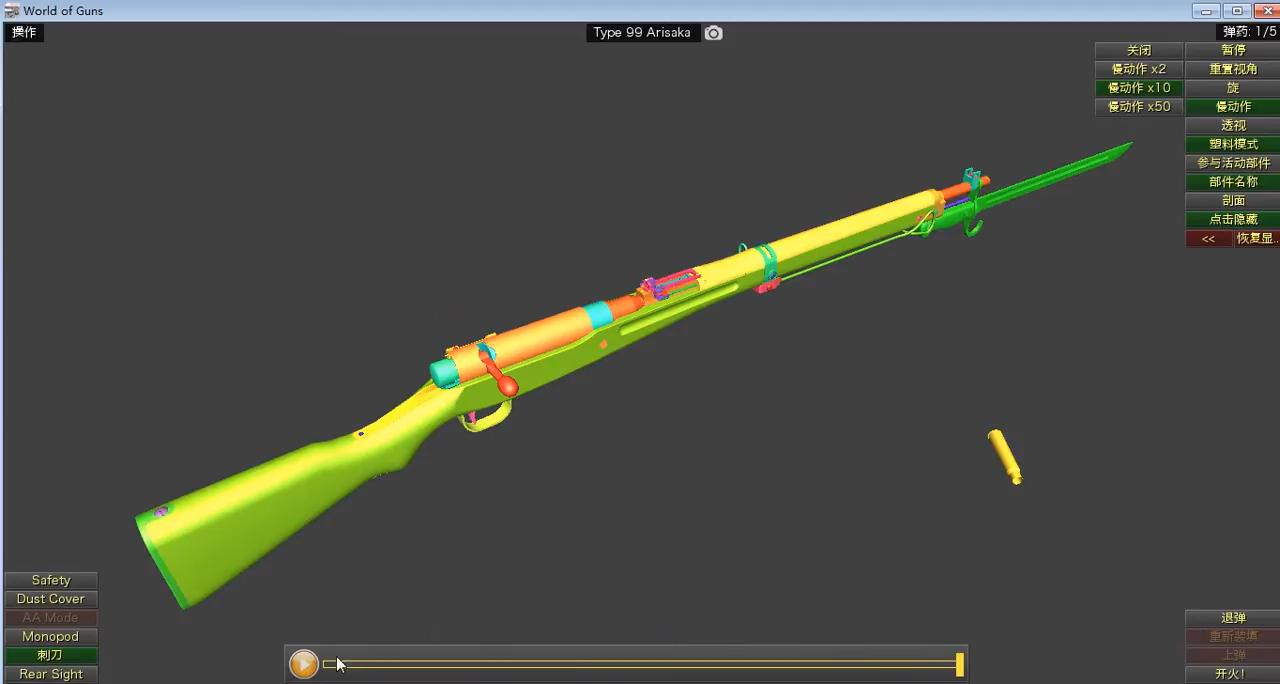 World of Guns
操作
Type 99 Arisaka
弹药: 1/5
关闭
暂停
慢动作 x2
重置视角
慢动作 x10
旋
慢动作 x50
慢动作
透视
塑料模式
参与活动部件
部件名称
剖面
点击隐藏
<<
恢复显..
Safety
Dust Cover
AA Mode
Monopod
刺刀
Rear Sight
退弹
重新装填
上弹
开火!